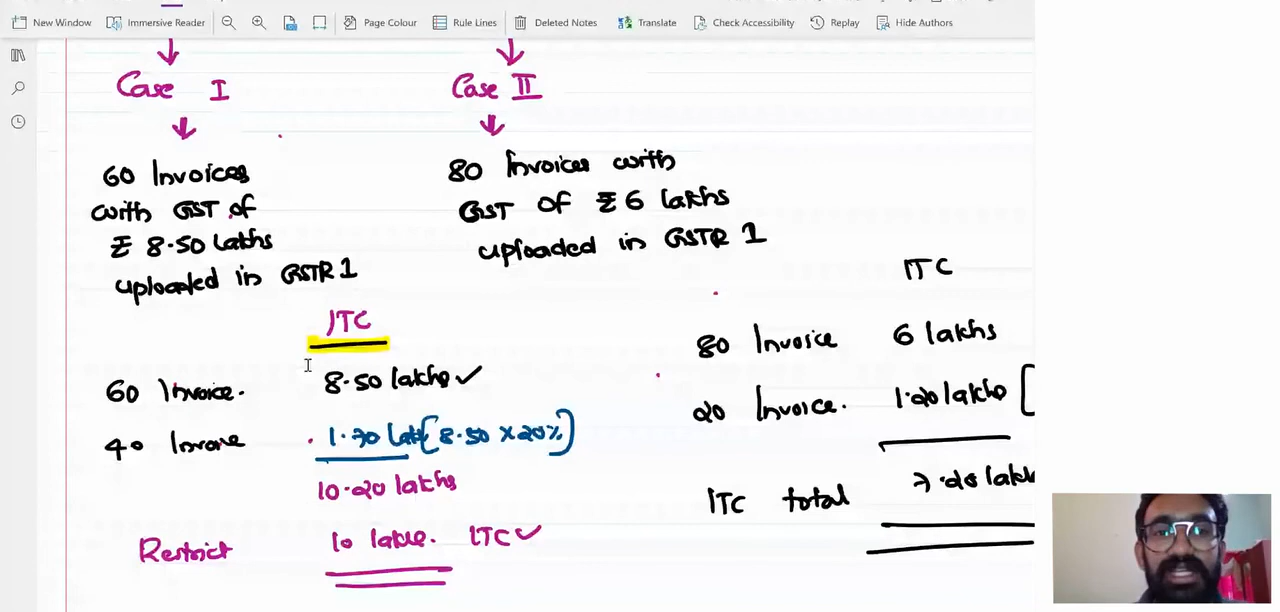 New Window
Immersive Reader
Page Colour
Rule Lines
Deleted Notes
Translate
Check Accessibility
Replay
Hide Authors
Case I
60 Invoices
with GST of
₹ 8.50 lakhs
uploaded in GSTR 1
ITC
60 Invoice. 8.50 lakhs ✓
40 Invoice 1.70 lakh [8.50 x 20%]
10.20 lakhs
Restrict 10 lakhs. ITC ✓
Case II
80 Invoices with
GST of ₹ 6 lakhs
uploaded in GSTR 1
ITC
80 Invoice 6 lakhs
20 Invoice. 1.20 lakhs [
ITC total 7.20 lakh